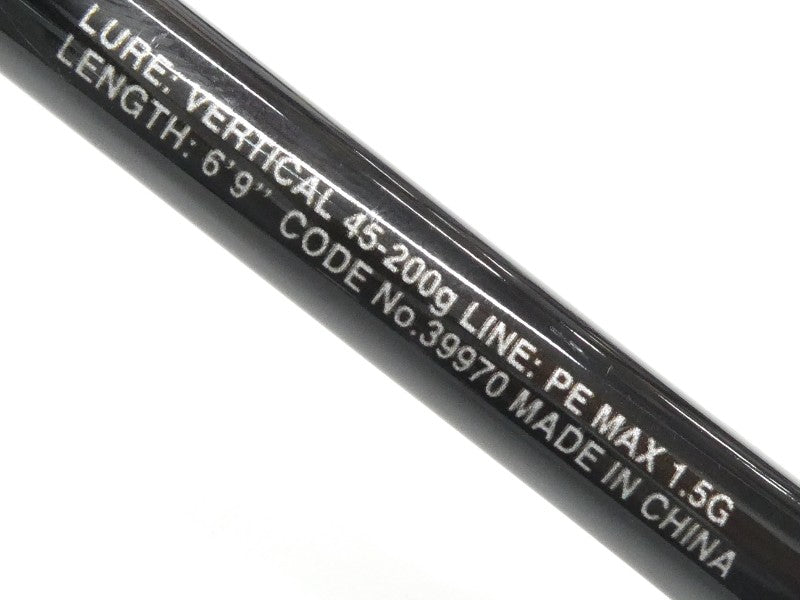 LURE: VERTICAL 45-200g LINE: PE MAX 1.5G
LENGTH: 6'9" CODE No.39970 MADE IN CHINA